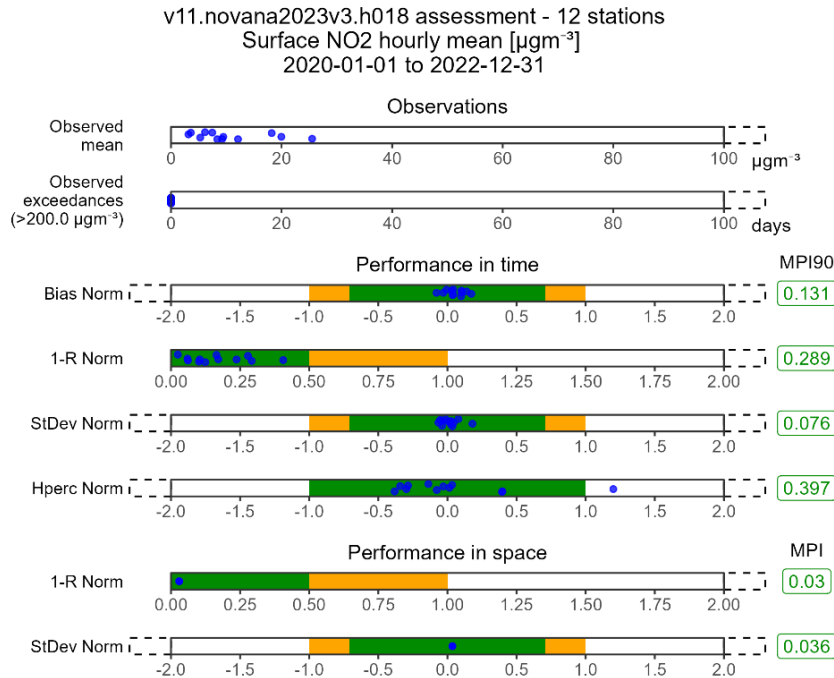 v11.novana2023v3.h018 assessment - 12 stations
Surface NO2 hourly mean [µgm⁻³]
2020-01-01 to 2022-12-31
Observations
Observed
mean
0 20 40 60 80 100 µgm⁻³
Observed
exceedances
(>200.0 µgm⁻³)
0 20 40 60 80 100 days
Performance in time MPI90
Bias Norm 0.131
-2.0 -1.5 -1.0 -0.5 0.0 0.5 1.0 1.5 2.0
1-R Norm 0.289
0.00 0.25 0.50 0.75 1.00 1.25 1.50 1.75 2.00
StDev Norm 0.076
-2.0 -1.5 -1.0 -0.5 0.0 0.5 1.0 1.5 2.0
Hperc Norm 0.397
-2.0 -1.5 -1.0 -0.5 0.0 0.5 1.0 1.5 2.0
Performance in space MPI
1-R Norm 0.03
0.00 0.25 0.50 0.75 1.00 1.25 1.50 1.75 2.00
StDev Norm 0.036
-2.0 -1.5 -1.0 -0.5 0.0 0.5 1.0 1.5 2.0